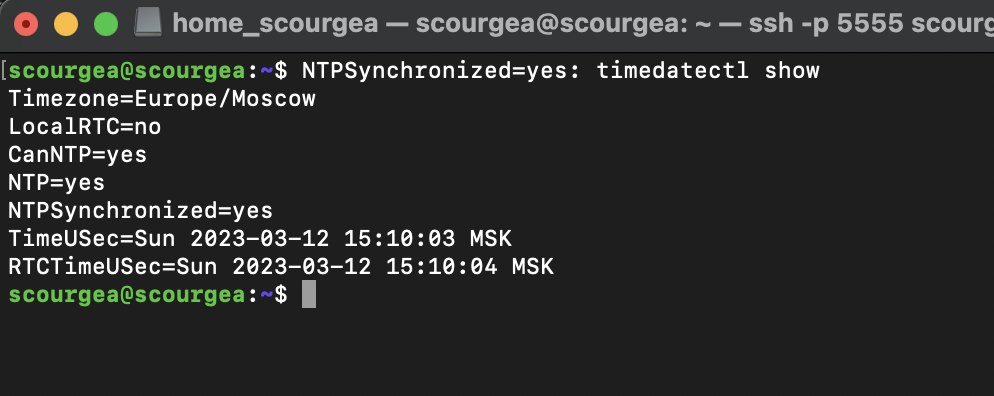 home_scourgea — scourgea@scourgea: ~ — ssh -p 5555 scourg
[scourgea@scourgea:~$ NTPSynchronized=yes: timedatectl show
Timezone=Europe/Moscow
LocalRTC=no
CanNTP=yes
NTP=yes
NTPSynchronized=yes
TimeUSec=Sun 2023-03-12 15:10:03 MSK
RTCTimeUSec=Sun 2023-03-12 15:10:04 MSK
scourgea@scourgea:~$